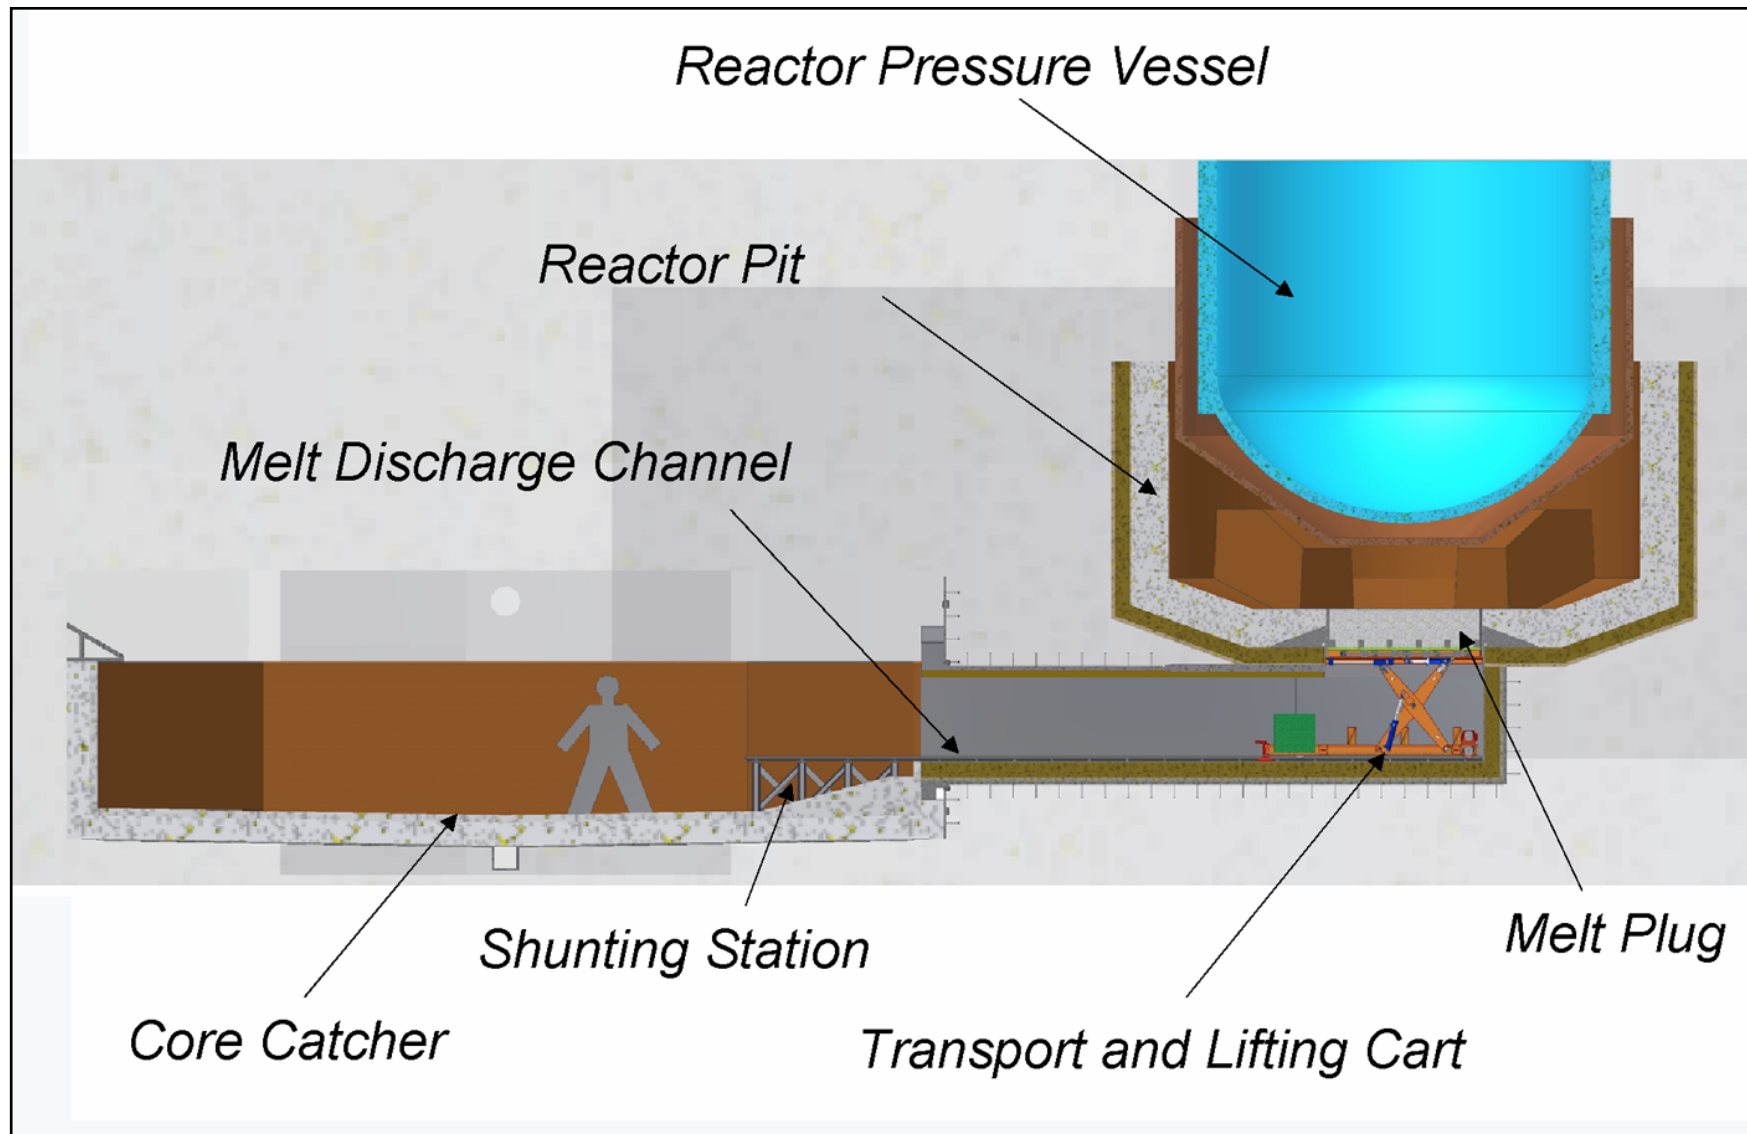 Reactor Pressure Vessel
Reactor Pit
Melt Discharge Channel
Shunting Station
Melt Plug
Core Catcher
Transport and Lifting Cart